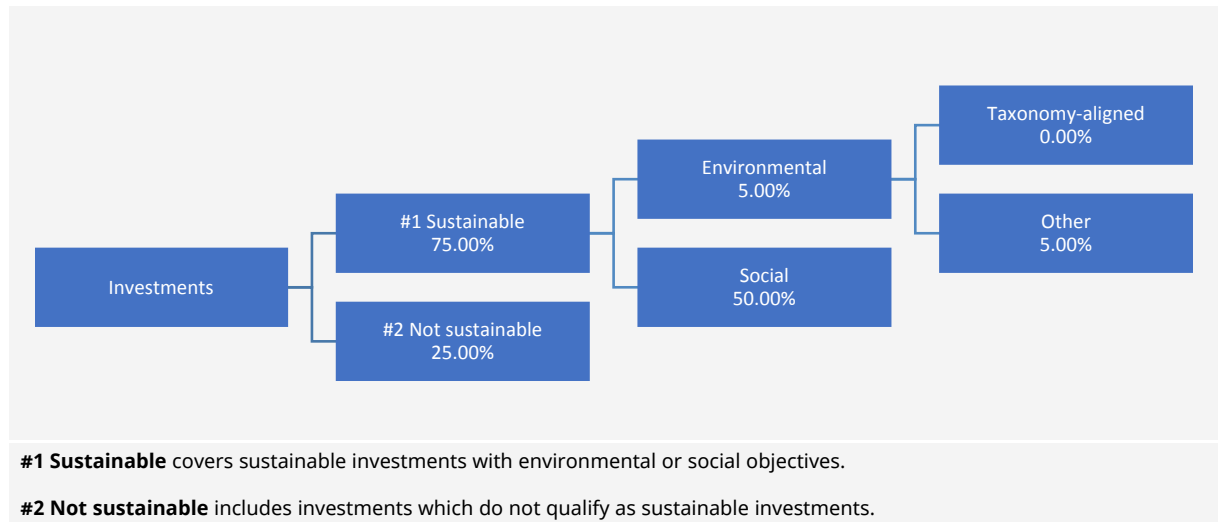 Investments
#1 Sustainable
75.00%
#2 Not sustainable
25.00%
Environmental
5.00%
Social
50.00%
Taxonomy-aligned
0.00%
Other
5.00%
#1 Sustainable covers sustainable investments with environmental or social objectives.
#2 Not sustainable includes investments which do not qualify as sustainable investments.